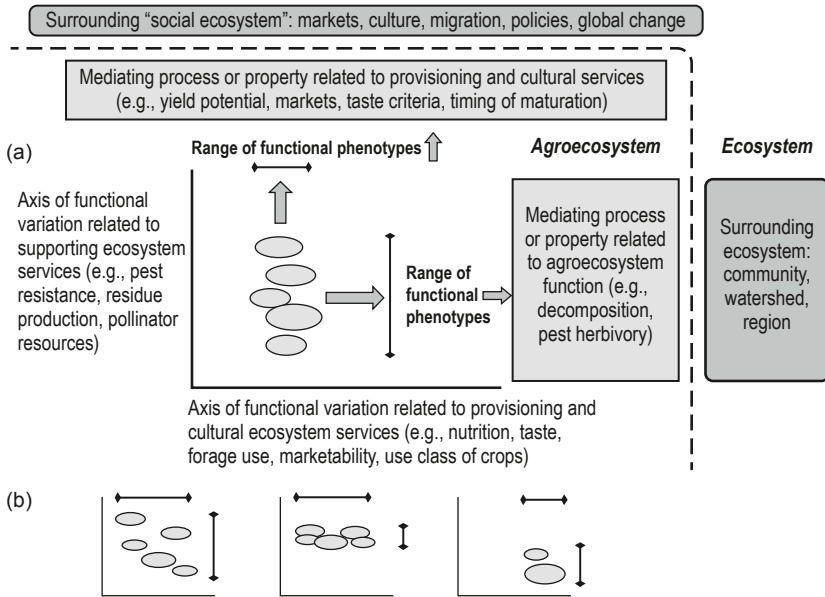 Surrounding “social ecosystem”: markets, culture, migration, policies, global change
Mediating process or property related to provisioning and cultural services
(e.g., yield potential, markets, taste criteria, timing of maturation)
(a)
Range of functional phenotypes
Agroecosystem
Ecosystem
Axis of functional
variation related to
supporting ecosystem
services (e.g., pest
resistance, residue
production, pollinator
resources)
Range of
functional
phenotypes
Mediating process
or property related
to agroecosystem
function (e.g.,
decomposition,
pest herbivory)
Surrounding
ecosystem:
community,
watershed,
region
Axis of functional variation related to provisioning and
cultural ecosystem services (e.g., nutrition, taste,
forage use, marketability, use class of crops)
(b)